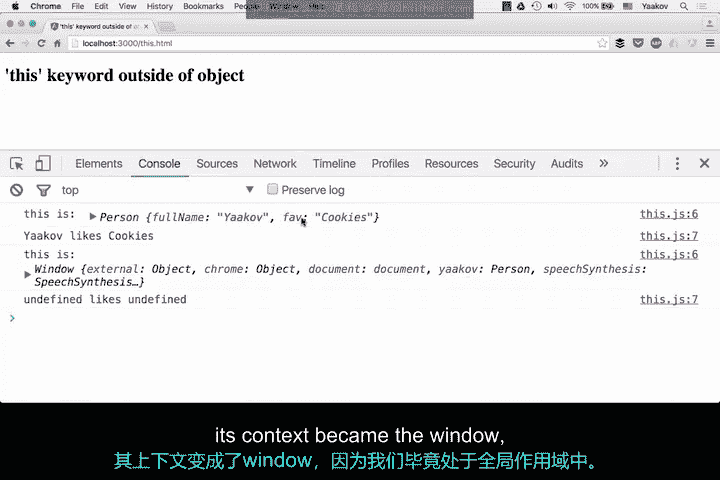 Chrome File Edit View History Bookmarks People Window Help 100% Yaakov
'this' keyword outside of ob
localhost:3000/this.html
'this' keyword outside of object
Elements Console Sources Network Timeline Profiles Resources Security Audits »
top Preserve log
this is: Person {fullName: "Yaakov", fav: "Cookies"} this.js:6
Yaakov likes Cookies this.js:7
this is: this.js:6
Window {external: Object, chrome: Object, document: document, yaakov: Person, speechSynthesis:
SpeechSynthesis…}
undefined likes undefined this.js:7
its context became the window,
其上下文变成了window，因为我们毕竟处于全局作用域中。